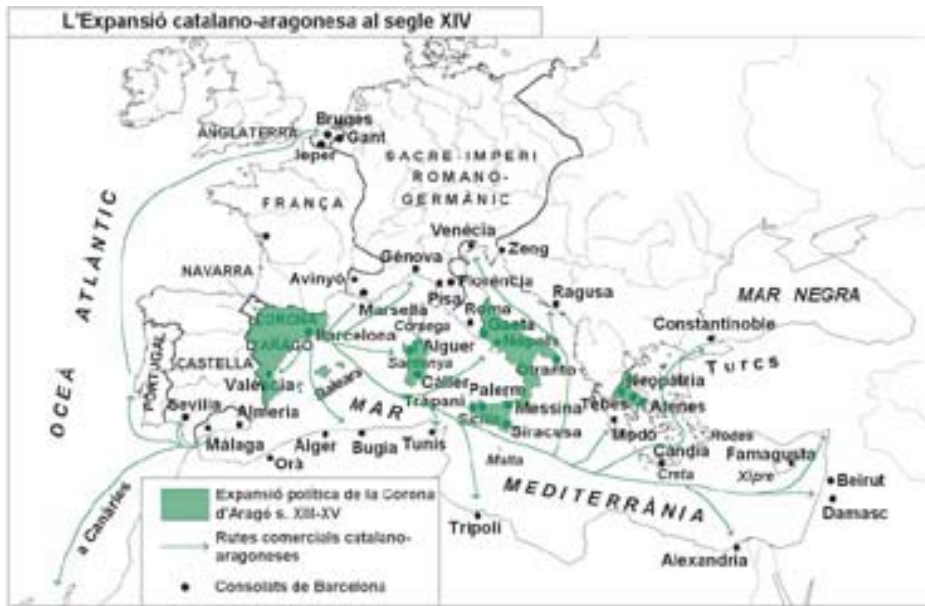 L'Expansió catalano-aragonesa al segle XIV
ANGLATERRA
Bruges
Gant
Ieper
SACRE-IMPERI
ROMANO-
GERMÀNIC
FRANÇA
OCEÀ ATLÀNTIC
NAVARRA
Avinyó
Marsella
Gènova
Venècia
Zeng
Pisa
Florència
Ragusa
Roma
MAR NEGRA
Constantinoble
Turcs
CORONA
D'ARAGÓ
Barcelona
Còrsega
Alguer
Sardenya
Càller
Gaeta
Nàpols
Otranto
PORTUGAL
CASTELLA
València
Balears
Palerm
Trapani
Messina
Siracusa
Neopàtria
Tebes
Atenes
Sevilla
Almeria
Màlaga
Orà
Alger
Bugia
Tunis
MAR
MEDITERRÀNIA
Malta
Modó
Càndia
Creta
Rodes
Famagusta
Xipre
Beirut
Damasc
Trípoli
Alexandria
a Canàries
Expansió política de la Corona
d'Aragó s. XIII-XV
Rutes comercials catalano-
aragoneses
Consolats de Barcelona